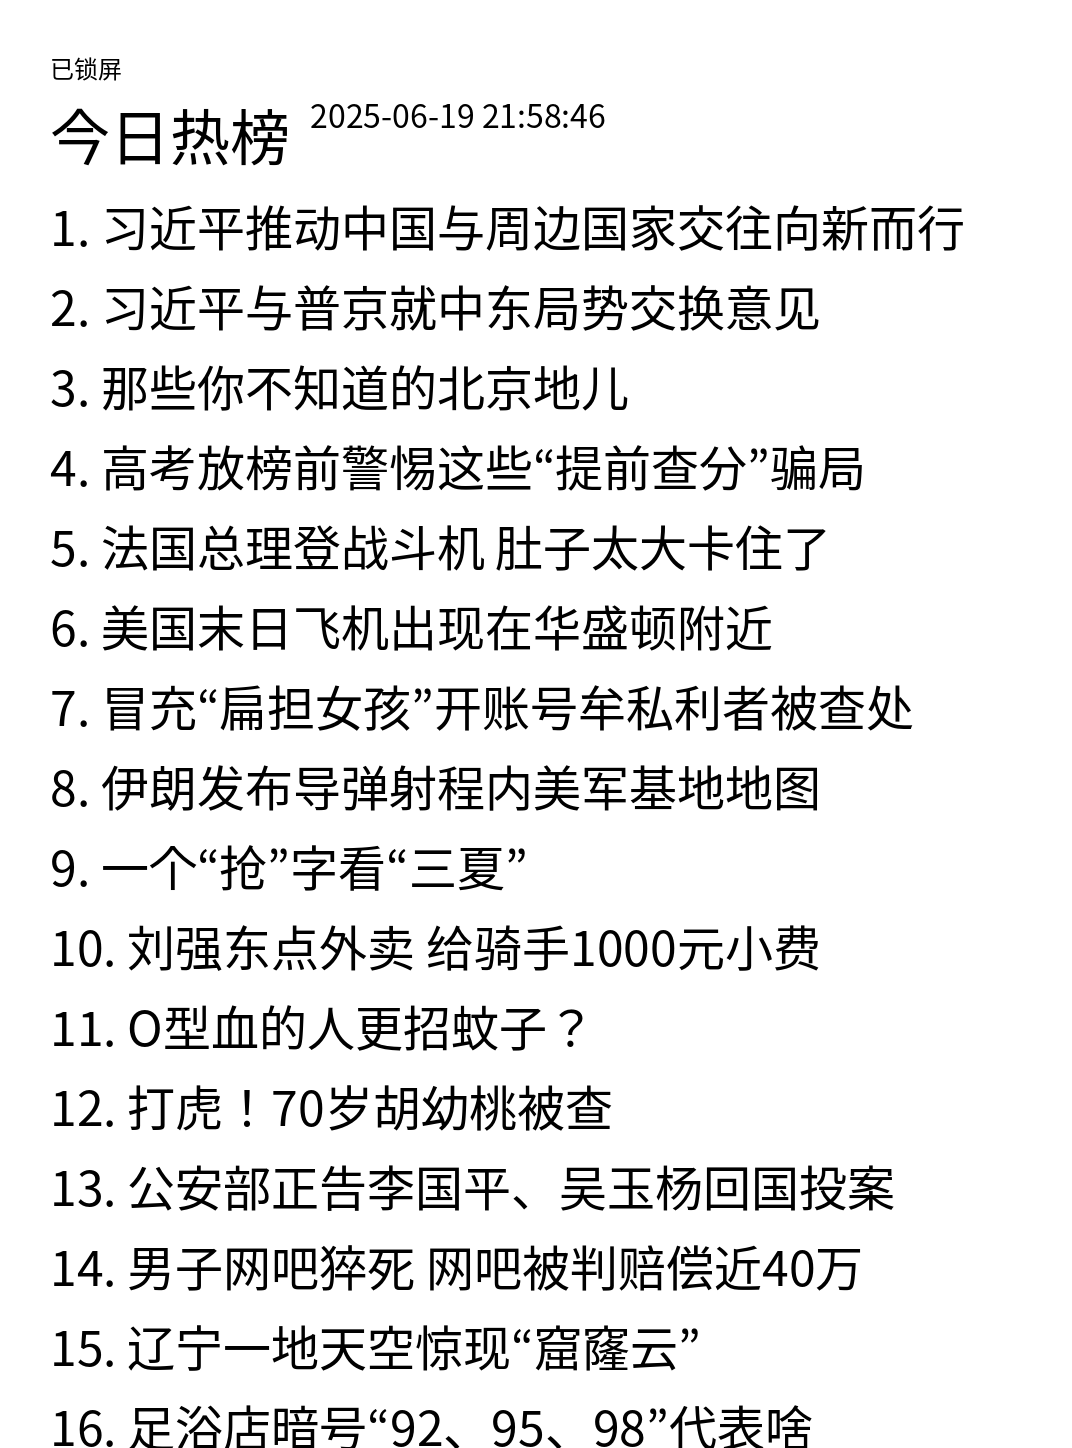 已锁屏
今日热榜 2025-06-19 21:58:46
1. 习近平推动中国与周边国家交往向新而行
2. 习近平与普京就中东局势交换意见
3. 那些你不知道的北京地儿
4. 高考放榜前警惕这些“提前查分”骗局
5. 法国总理登战斗机 肚子太大卡住了
6. 美国末日飞机出现在华盛顿附近
7. 冒充“扁担女孩”开账号牟私利者被查处
8. 伊朗发布导弹射程内美军基地地图
9. 一个“抢”字看“三夏”
10. 刘强东点外卖 给骑手1000元小费
11. O型血的人更招蚊子？
12. 打虎！70岁胡幼桃被查
13. 公安部正告李国平、吴玉杨回国投案
14. 男子网吧猝死 网吧被判赔偿近40万
15. 辽宁一地天空惊现“窟窿云”
16. 足浴店暗号“92、95、98”代表啥